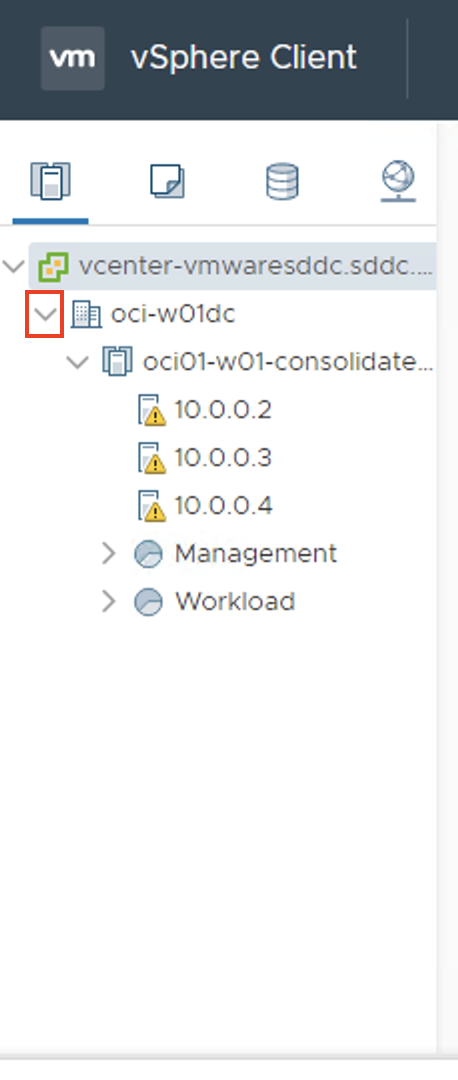 vm vSphere Client
vcenter-vmwaresddc.sddc....
oci-w01dc
oci01-w01-consolidate...
10.0.0.2
10.0.0.3
10.0.0.4
Management
Workload